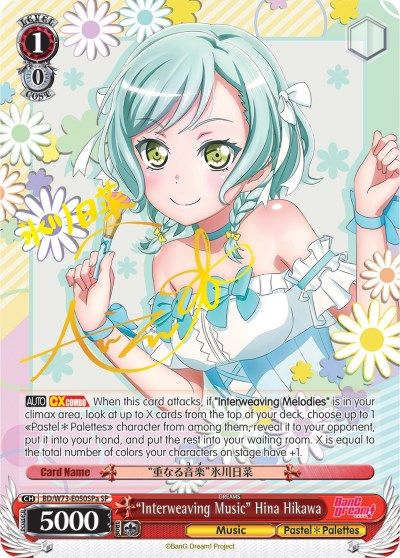 LEVEL
1
0
COST
氷川日菜
AUTO CX COMBO When this card attacks, if "Interweaving Melodies" is in your
climax area, look at up to X cards from the top of your deck, choose up to 1
«Pastel＊Palettes» character from among them, reveal it to your opponent,
put it into your hand, and put the rest into your waiting room. X is equal to
the total number of colors your characters on stage have +1.
Card Name "重なる音楽" 氷川日菜
CH BD/W73-E050SPa SP
DREAMS
"Interweaving Music" Hina Hikawa
BanG Dream!
POWER
5000
Music
Pastel＊Palettes
©BanG Dream! Project